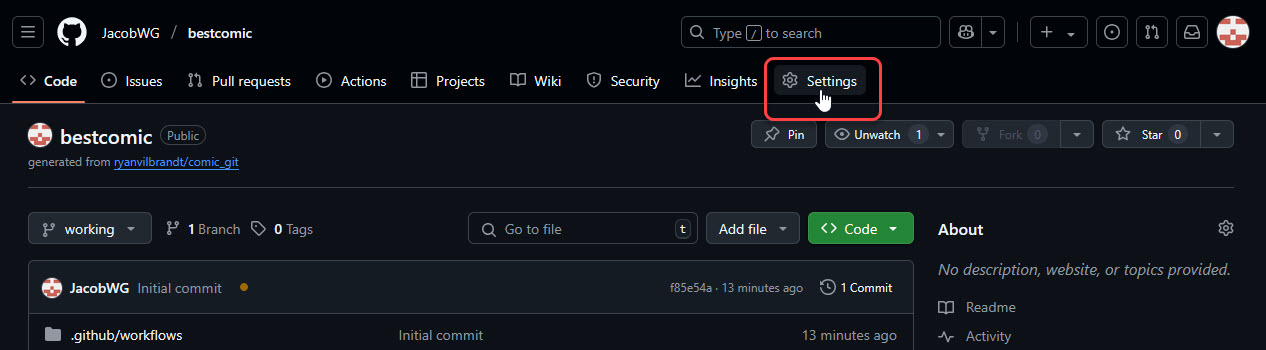 JacobWG / bestcomic Type / to search
Code Issues Pull requests Actions Projects Wiki Security Insights Settings
bestcomic Public Pin Unwatch 1 Fork 0 Star 0
generated from ryanvilbrandt/comic_git
working 1 Branch 0 Tags Go to file t Add file Code About
No description, website, or topics provided.
JacobWG Initial commit f85e54a · 13 minutes ago 1 Commit
Readme
.github/workflows Initial commit 13 minutes ago
Activity